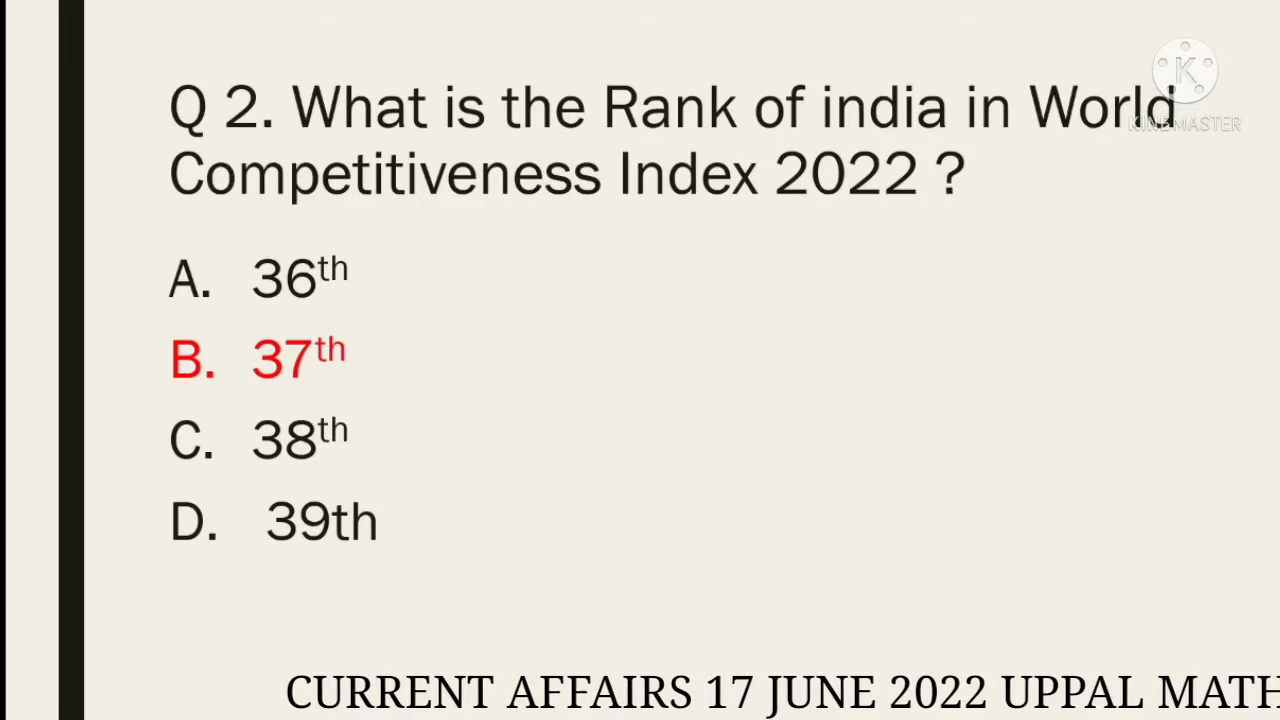 Q 2. What is the Rank of india in World
Competitiveness Index 2022 ?
A. 36th
B. 37th
C. 38th
D. 39th
CURRENT AFFAIRS 17 JUNE 2022 UPPAL MATH
K
KINEMASTER